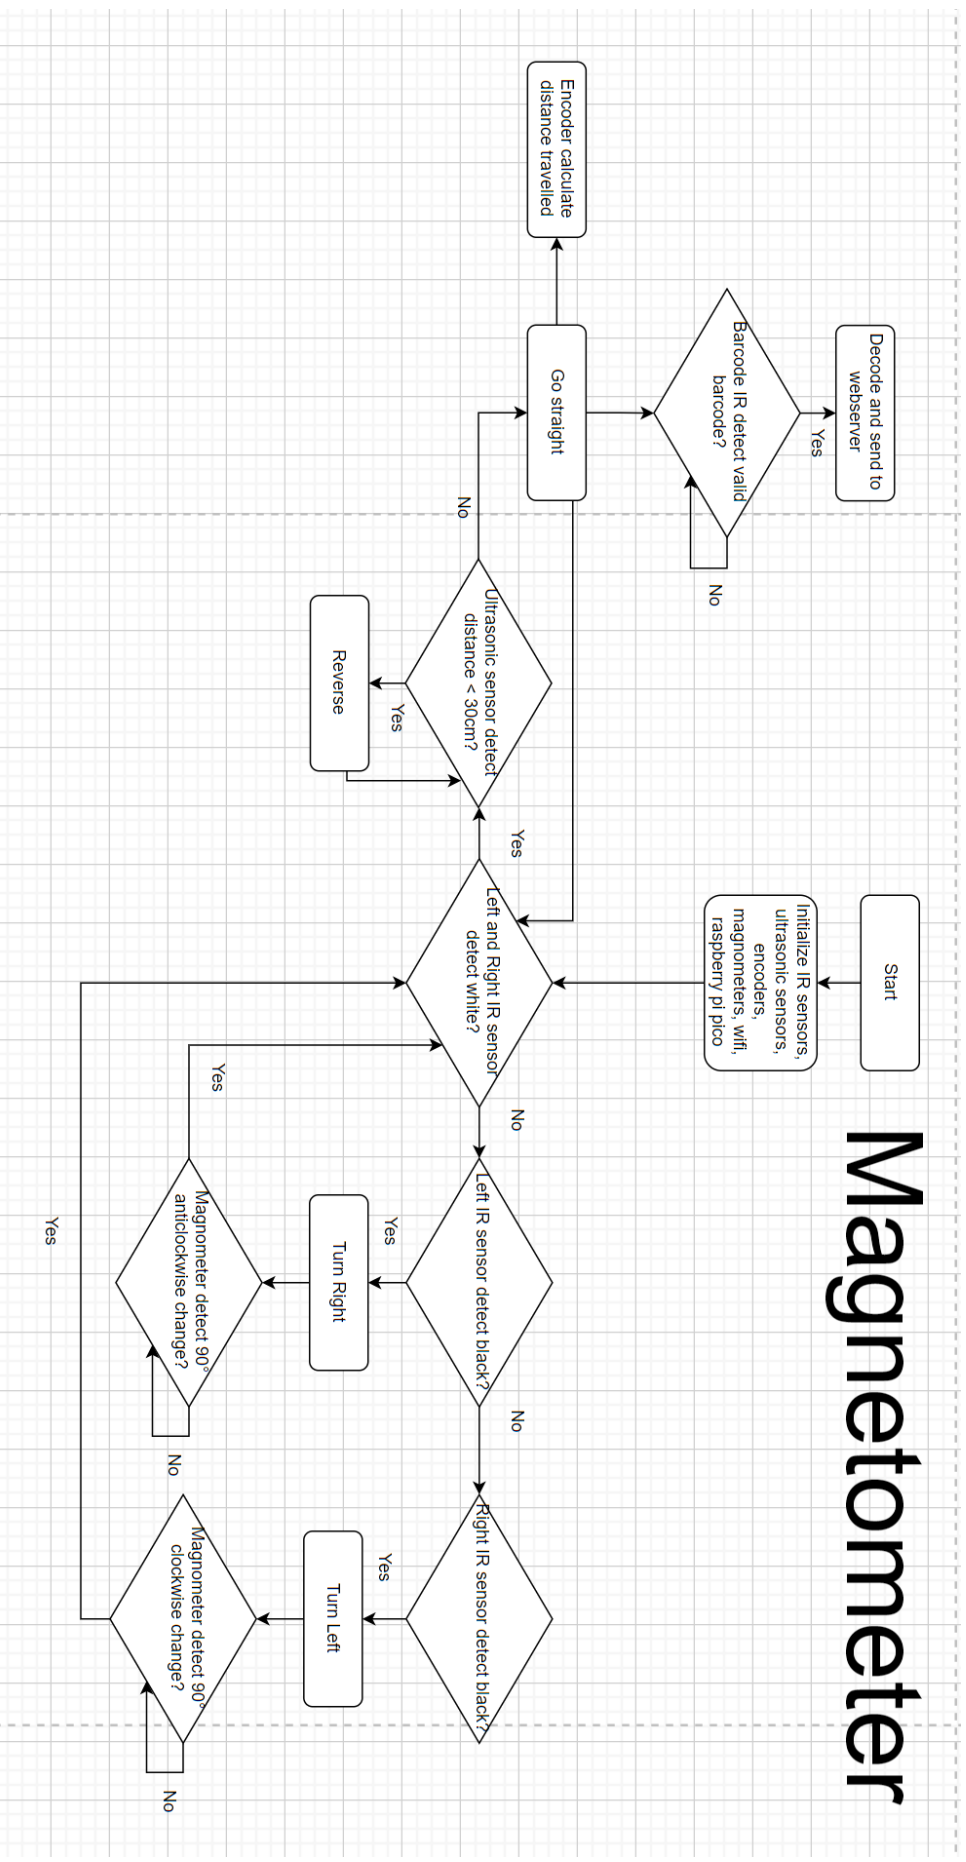 Magnetometer
Start
Initialize IR sensors,
ultrasonic sensors,
encoders,
magnometers, wifi,
raspberry pi pico
Decode and send to
webserver
Yes
Barcode IR detect valid
barcode?
No
Encoder calculate
distance travelled
Go straight
No
Ultrasonic sensor detect
distance < 30cm?
Yes
Reverse
Yes
Left and Right IR sensor
detect white?
No
Left IR sensor detect black?
No
Right IR sensor detect black?
Yes
Turn Right
Yes
Turn Left
Yes
Magnometer detect 90°
anticlockwise change?
No
Magnometer detect 90°
clockwise change?
No
Yes